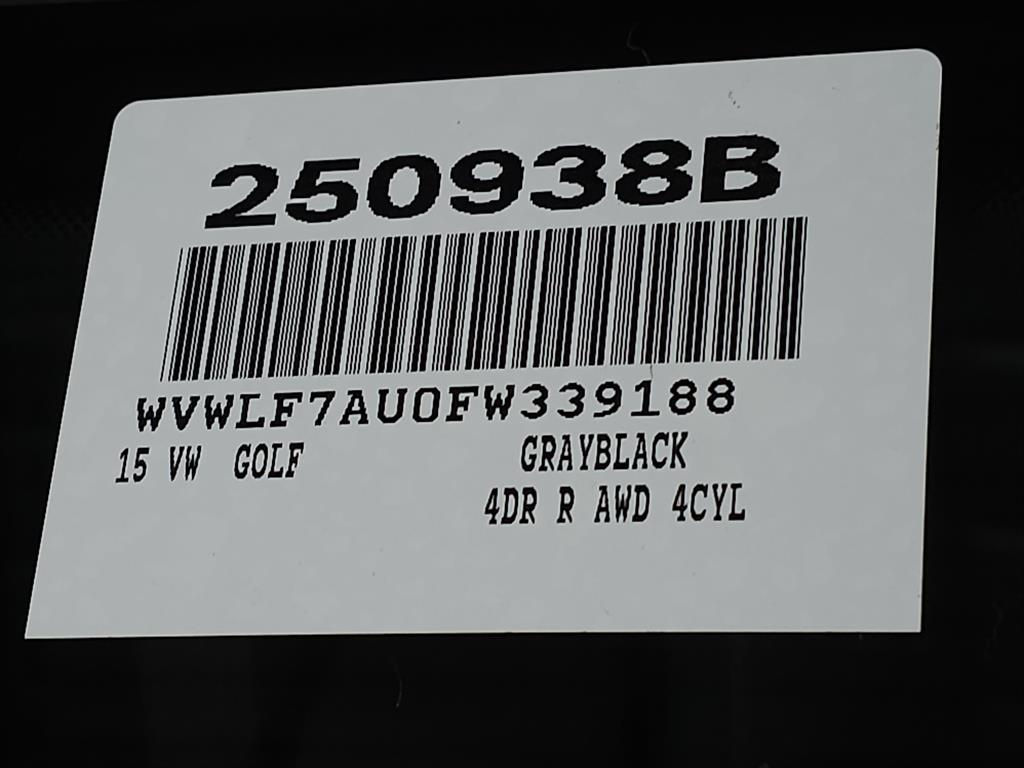 250938B
WVWLF7AU0FW339188
15 VW GOLF GRAYBLACK
4DR R AWD 4CYL